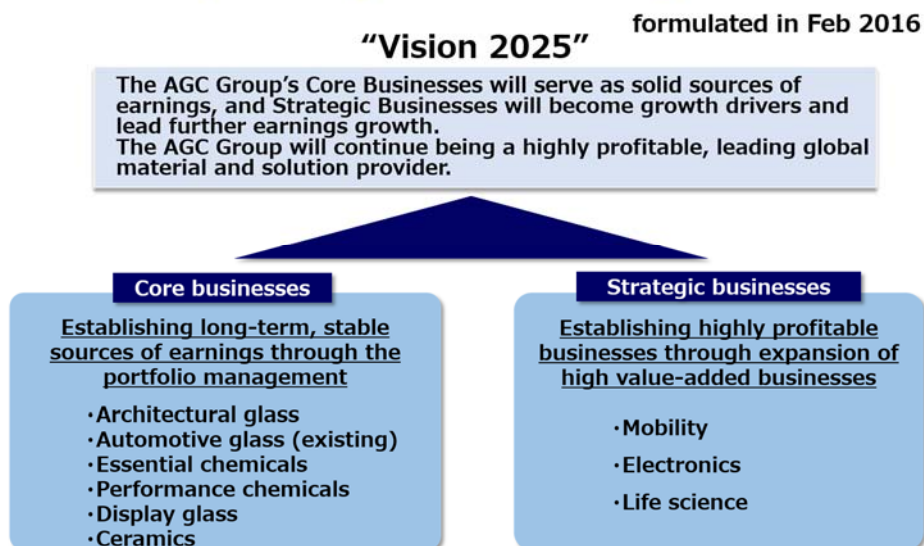 formulated in Feb 2016
“Vision 2025”
The AGC Group’s Core Businesses will serve as solid sources of
earnings, and Strategic Businesses will become growth drivers and
lead further earnings growth.
The AGC Group will continue being a highly profitable, leading global
material and solution provider.
Core businesses
Establishing long-term, stable
sources of earnings through the
portfolio management
・Architectural glass
・Automotive glass (existing)
・Essential chemicals
・Performance chemicals
・Display glass
・Ceramics
Strategic businesses
Establishing highly profitable
businesses through expansion of
high value-added businesses
・Mobility
・Electronics
・Life science